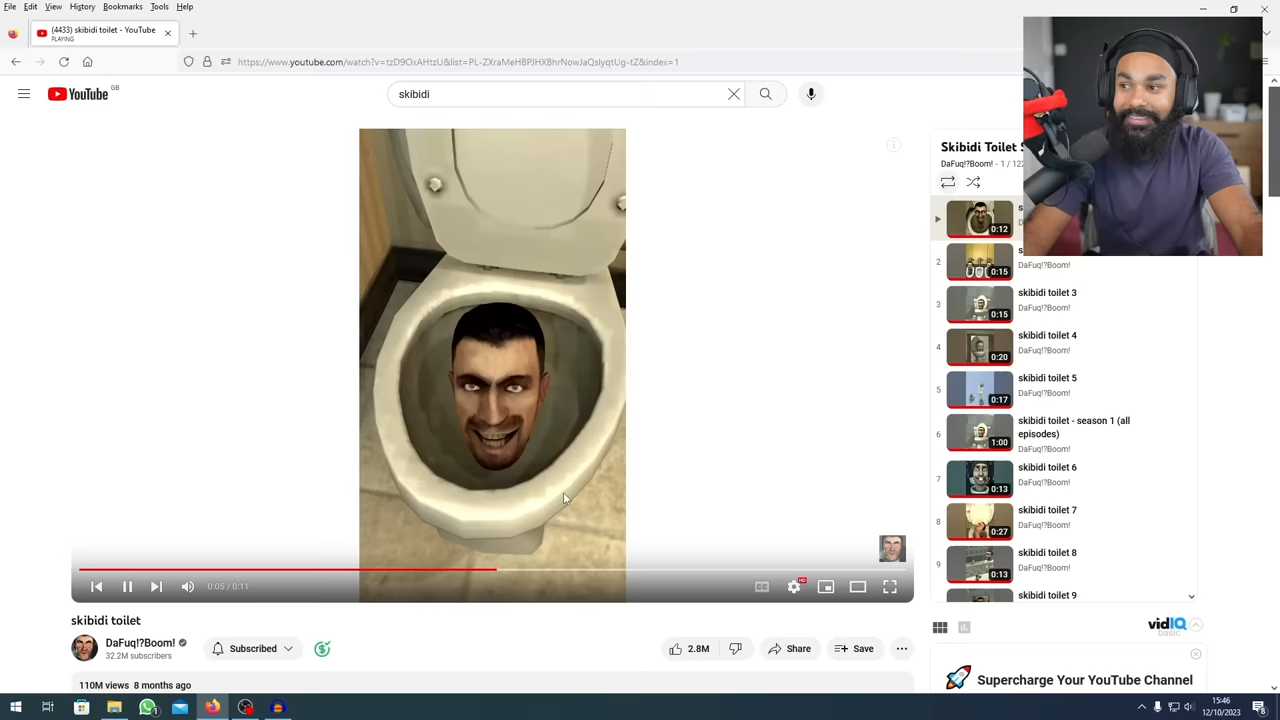 File Edit View History Bookmarks Tools Help
(4433) skibidi toilet - YouTube
PLAYING
https://www.youtube.com/watch?v=tzD9OxAHtzU&list=PL-ZXraMeHBPJHXBhrNowJaQslyqtUg-tZ&index=1
YouTube GB
skibidi
Skibidi Toilet
DaFuq!?Boom! - 1 / 122
0:12
0:15
DaFuq!?Boom!
2
skibidi toilet 3
0:15
DaFuq!?Boom!
3
skibidi toilet 4
0:20
DaFuq!?Boom!
4
skibidi toilet 5
0:17
DaFuq!?Boom!
5
skibidi toilet - season 1 (all
episodes)
1:00
DaFuq!?Boom!
6
skibidi toilet 6
0:13
DaFuq!?Boom!
7
skibidi toilet 7
0:27
DaFuq!?Boom!
8
skibidi toilet 8
0:13
DaFuq!?Boom!
9
skibidi toilet 9
0:05 / 0:11
CC HD
skibidi toilet
DaFuq!?Boom!
32.2M subscribers
Subscribed
2.8M Share Save
110M views 8 months ago
vidIQ
basic
Supercharge Your YouTube Channel
15:46
12/10/2023
8